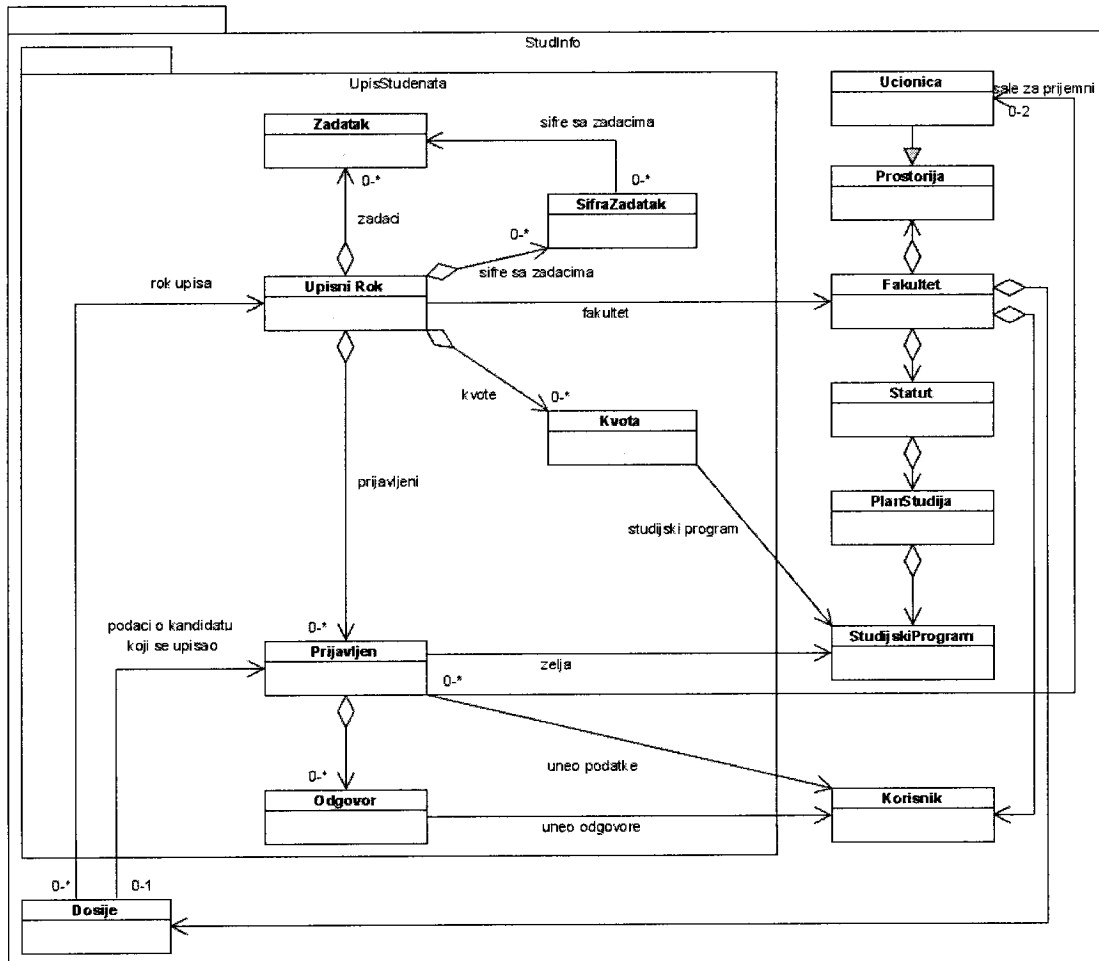 StudInfo
UpisStudenata
Ucionica
sale za prijemni
0-2
Zadatak
sifre sa zadacima
0-*
0-*
Prostorija
SifraZadatak
zadaci
0-*
rok upisa
Upisni Rok
sifre sa zadacima
Fakultet
fakultet
Statut
kvote
0-*
Kvota
prijavljeni
PlanStudija
studijski program
podaci o kandidatu
koji se upisao
0-*
Prijavljen
StudijskiProgram
zelja
0-*
uneo podatke
0-*
Odgovor
Korisnik
uneo odgovore
0-*
0-1
Dosije